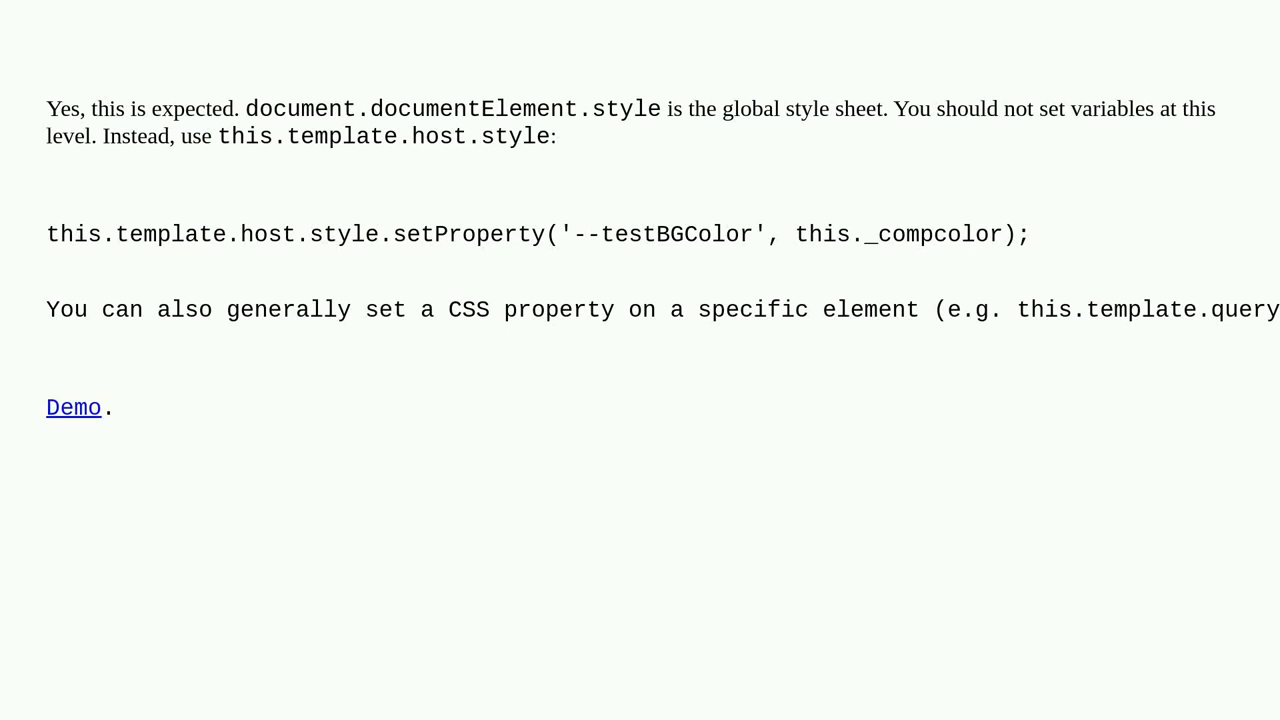 Yes, this is expected. document.documentElement.style is the global style sheet. You should not set variables at this
level. Instead, use this.template.host.style:
this.template.host.style.setProperty('--testBGColor', this._compcolor);
You can also generally set a CSS property on a specific element (e.g. this.template.query
Demo.